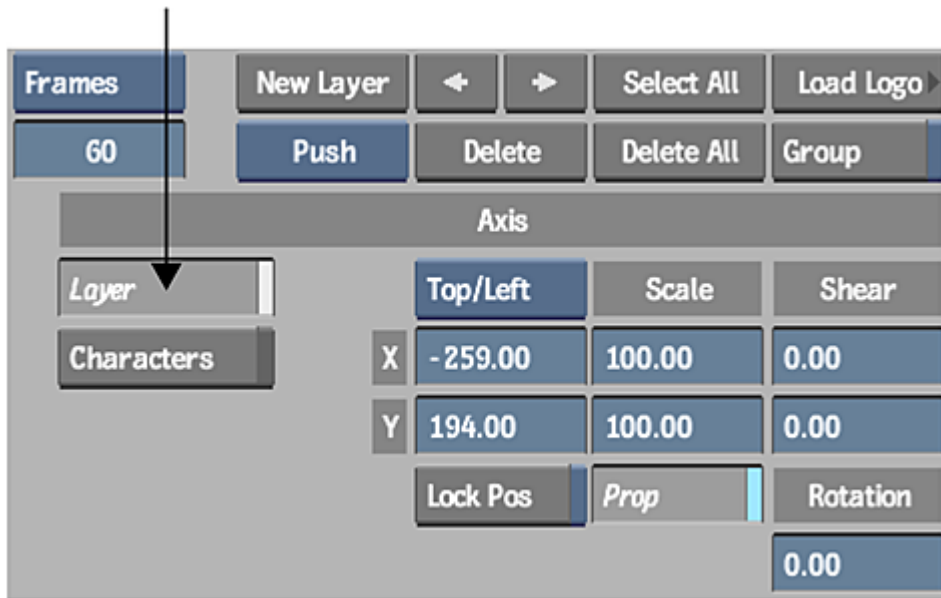 Frames New Layer Select All Load Logo
60 Push Delete Delete All Group
Axis
Layer Top/Left Scale Shear
Characters X -259.00 100.00 0.00
Y 194.00 100.00 0.00
Lock Pos Prop Rotation
0.00